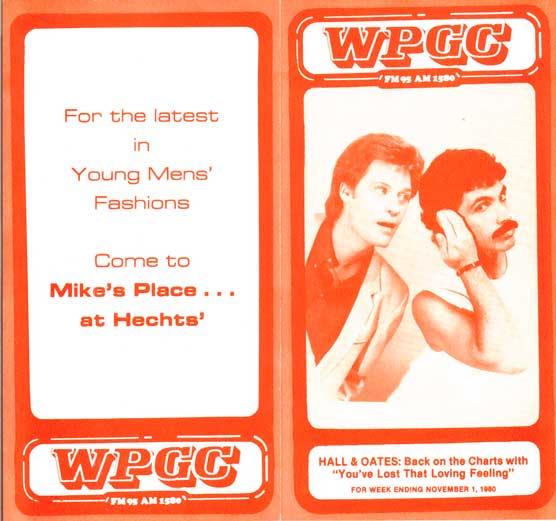 For the latest
in
Young Mens'
Fashions
Come to
Mike's Place . . .
at Hechts'
WPGC
FM 95 AM 1580
WPGC
FM 95 AM 1580
HALL & OATES: Back on the Charts with
"You've Lost That Loving Feeling"
FOR WEEK ENDING NOVEMBER 1, 1980